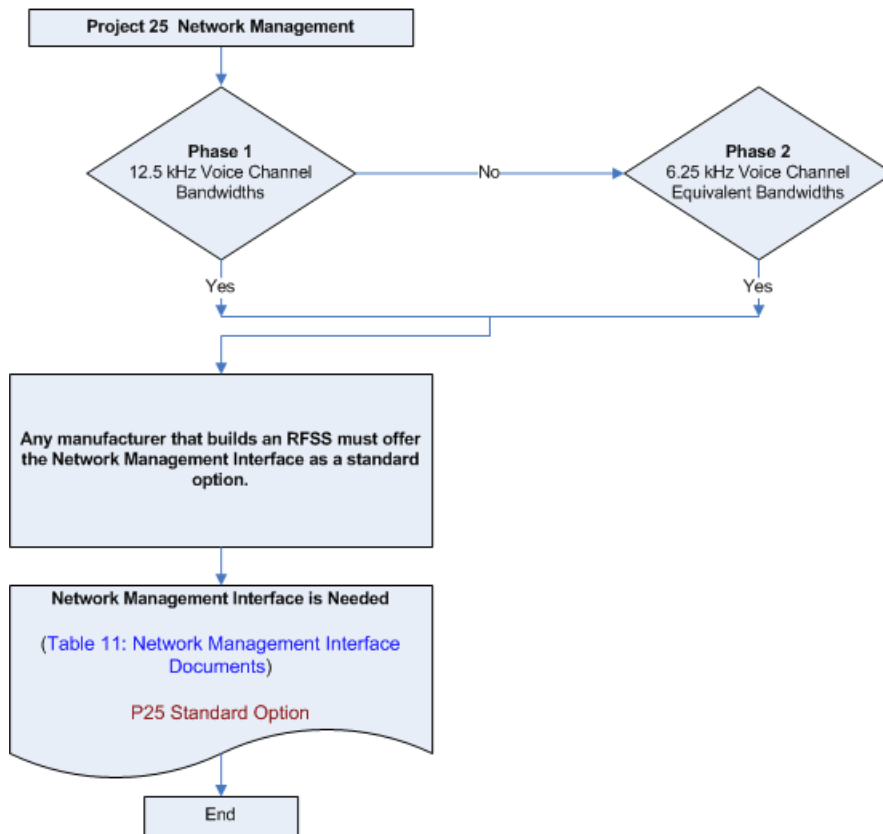 Project 25  Network Management
Phase 1
12.5 kHz Voice Channel
Bandwidths
No
Phase 2
6.25 kHz Voice Channel
Equivalent Bandwidths
Yes
Yes
Any manufacturer that builds an RFSS must offer
the Network Management Interface as a standard
option.
Network Management Interface is Needed
(Table 11: Network Management Interface
Documents)
P25 Standard Option
End